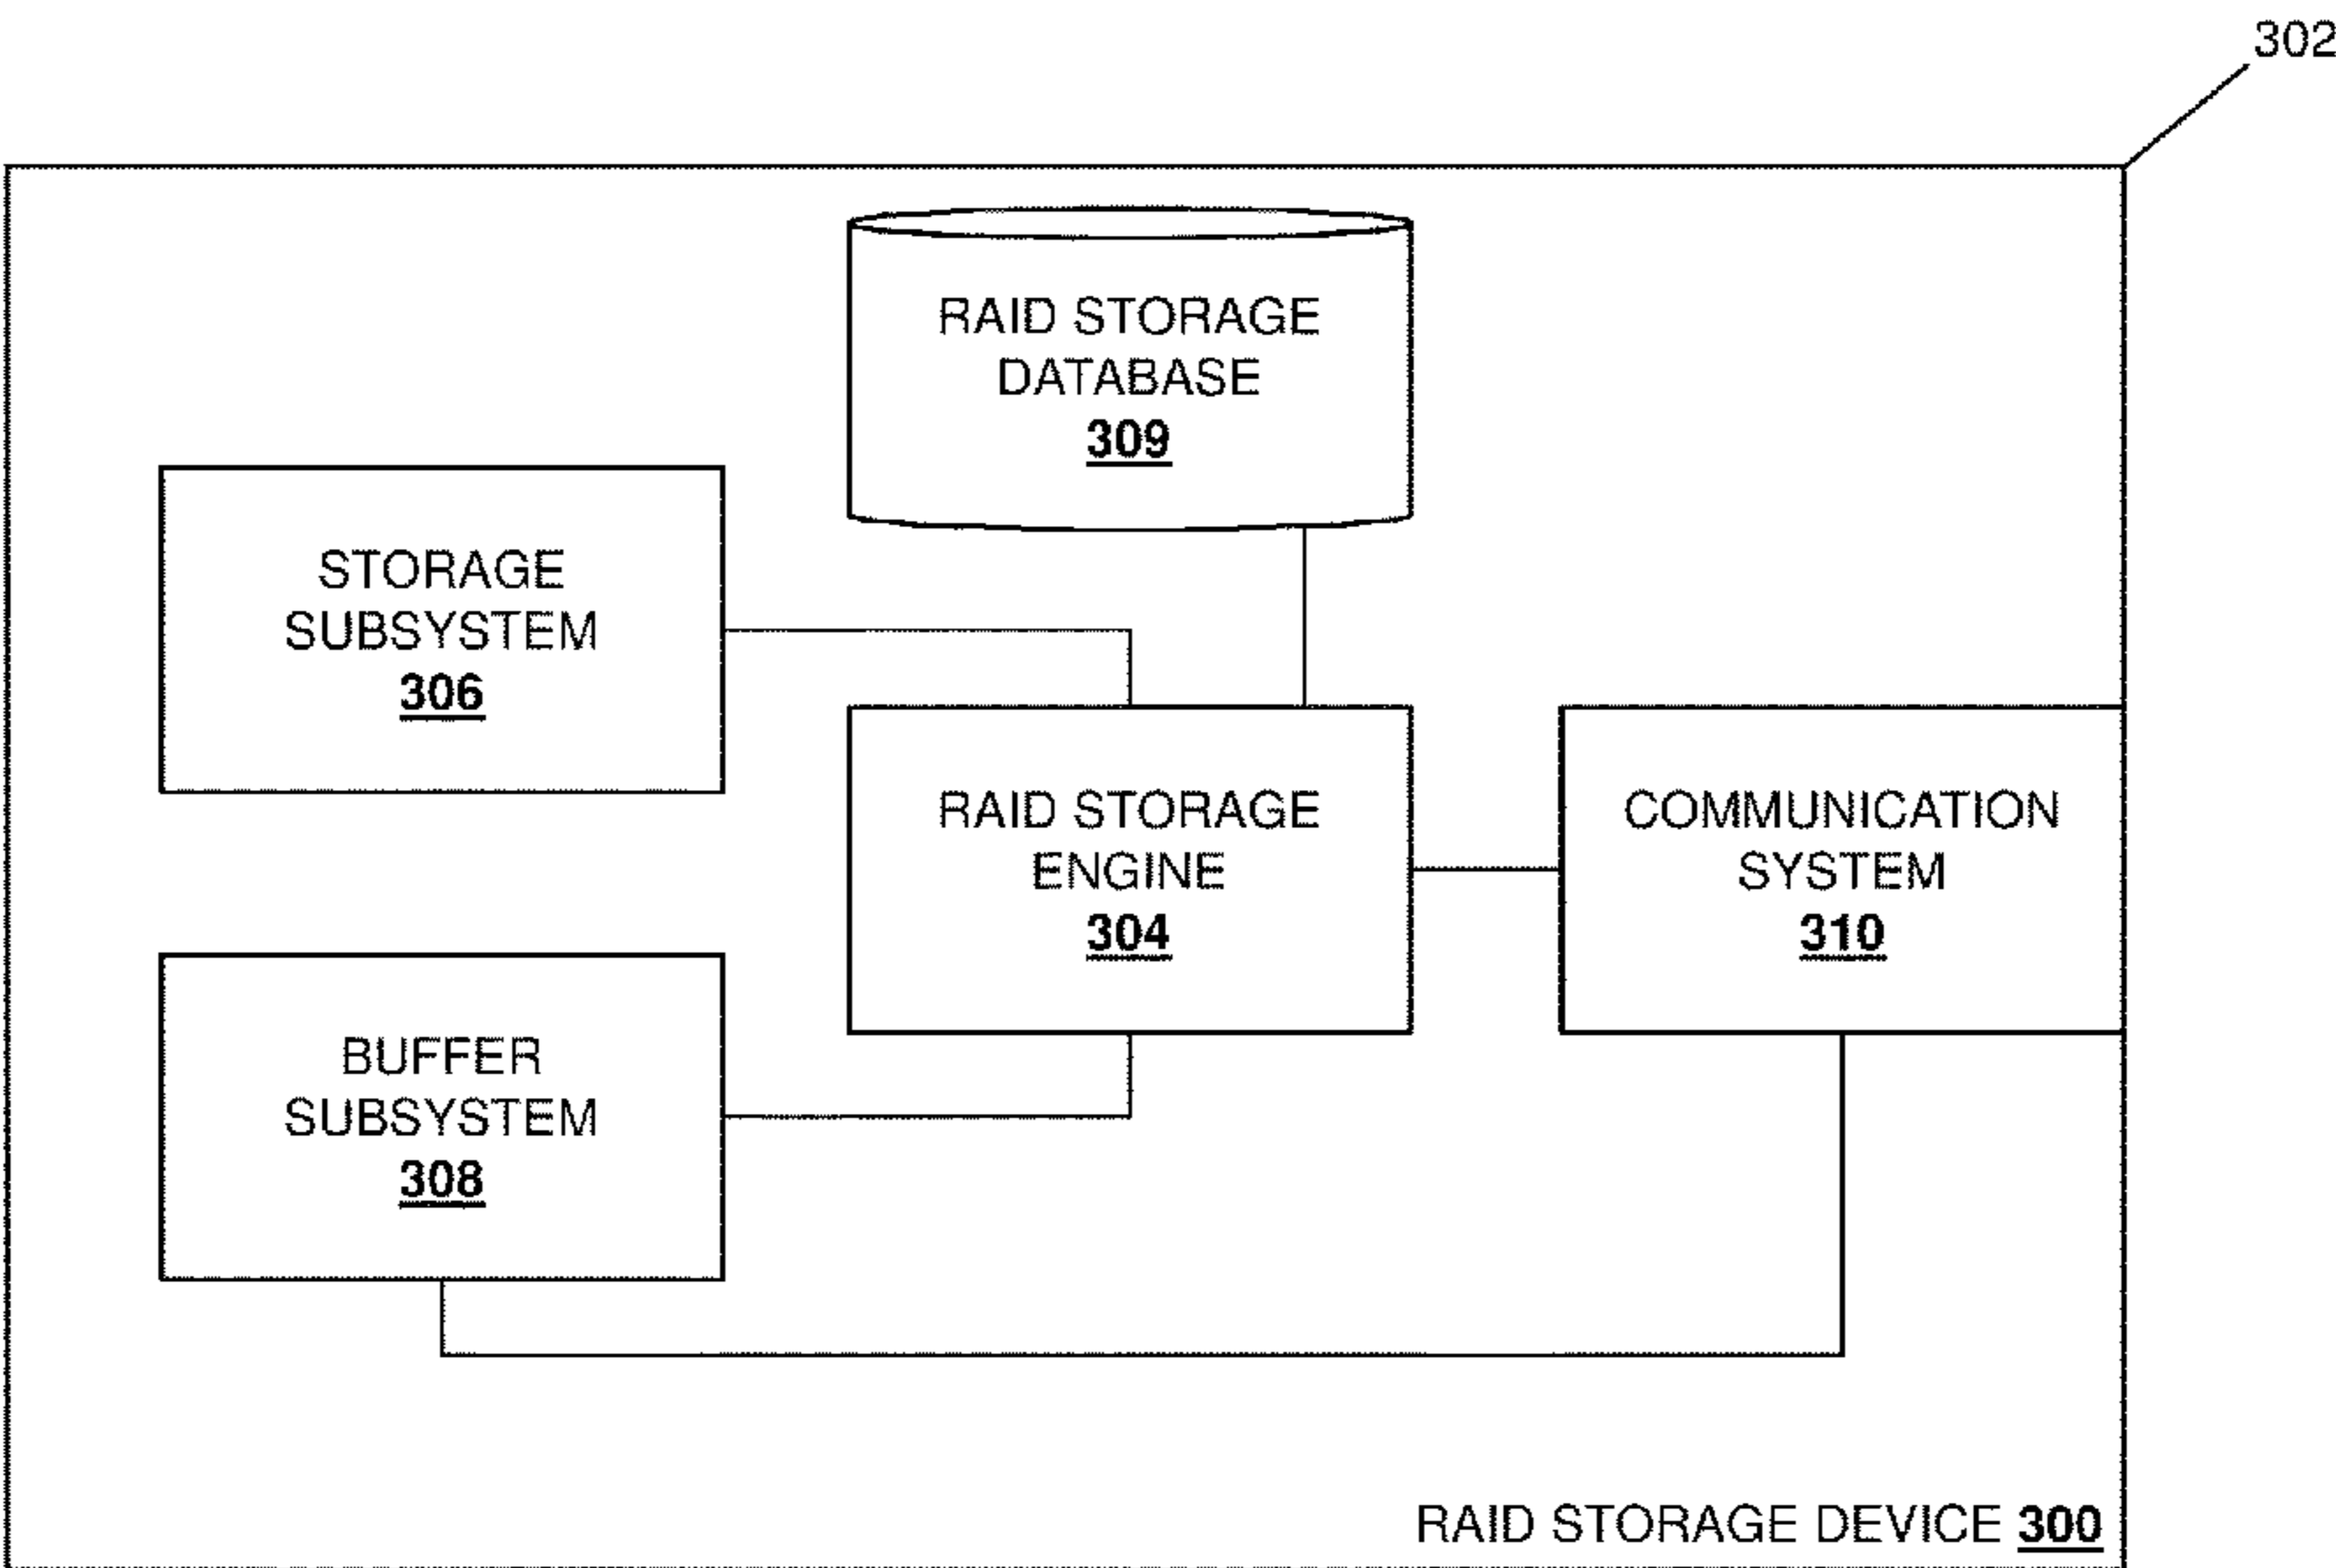 302
RAID STORAGE
DATABASE
309
STORAGE
SUBSYSTEM
306
RAID STORAGE
ENGINE
304
COMMUNICATION
SYSTEM
310
BUFFER
SUBSYSTEM
308
RAID STORAGE DEVICE 300